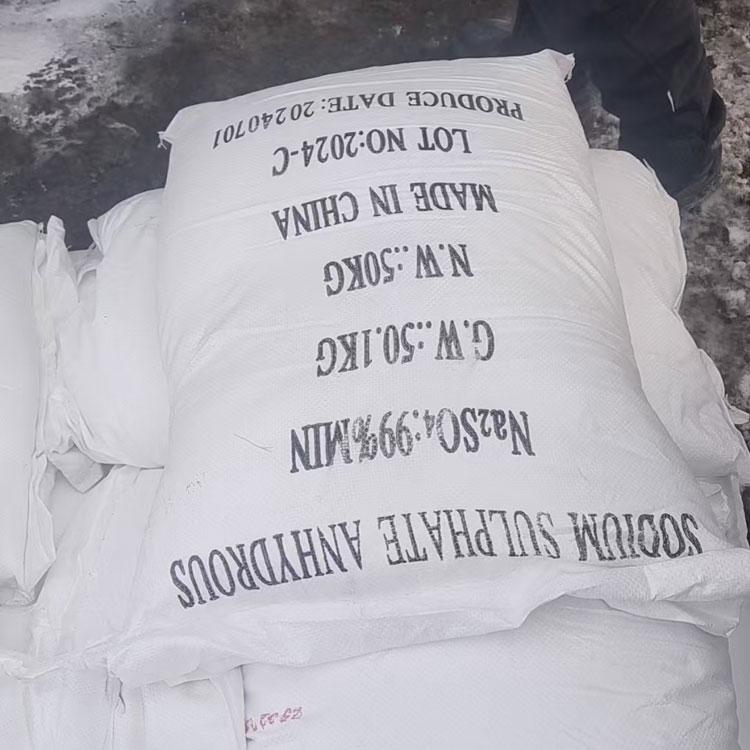 SODIUM SULPHATE ANHYDROUS
Na₂SO₄:99%MIN
G.W.:50.1KG
N.W.:50KG
MADE IN CHINA
LOT NO:2024-C
PRODUCE DATE:20240701